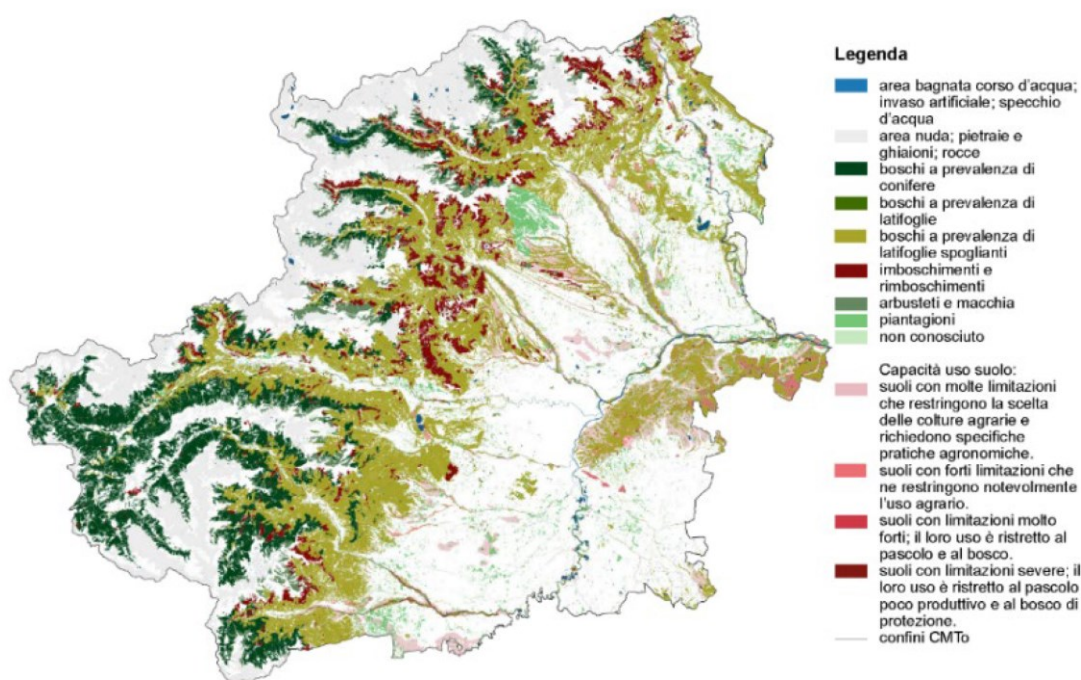 Legenda
area bagnata corso d'acqua;
invaso artificiale; specchio
d'acqua
area nuda; pietraie e
ghiaioni; rocce
boschi a prevalenza di
conifere
boschi a prevalenza di
latifoglie
boschi a prevalenza di
latifoglie spoglianti
imboschimenti e
rimboschimenti
arbusteti e macchia
piantagioni
non conosciuto
Capacità uso suolo:
suoli con molte limitazioni
che restringono la scelta
delle colture agrarie e
richiedono specifiche
pratiche agronomiche.
suoli con forti limitazioni che
ne restringono notevolmente
l'uso agrario.
suoli con limitazioni molto
forti; il loro uso è ristretto al
pascolo e al bosco.
suoli con limitazioni severe; il
loro uso è ristretto al pascolo
poco produttivo e al bosco di
protezione.
confini CMTo